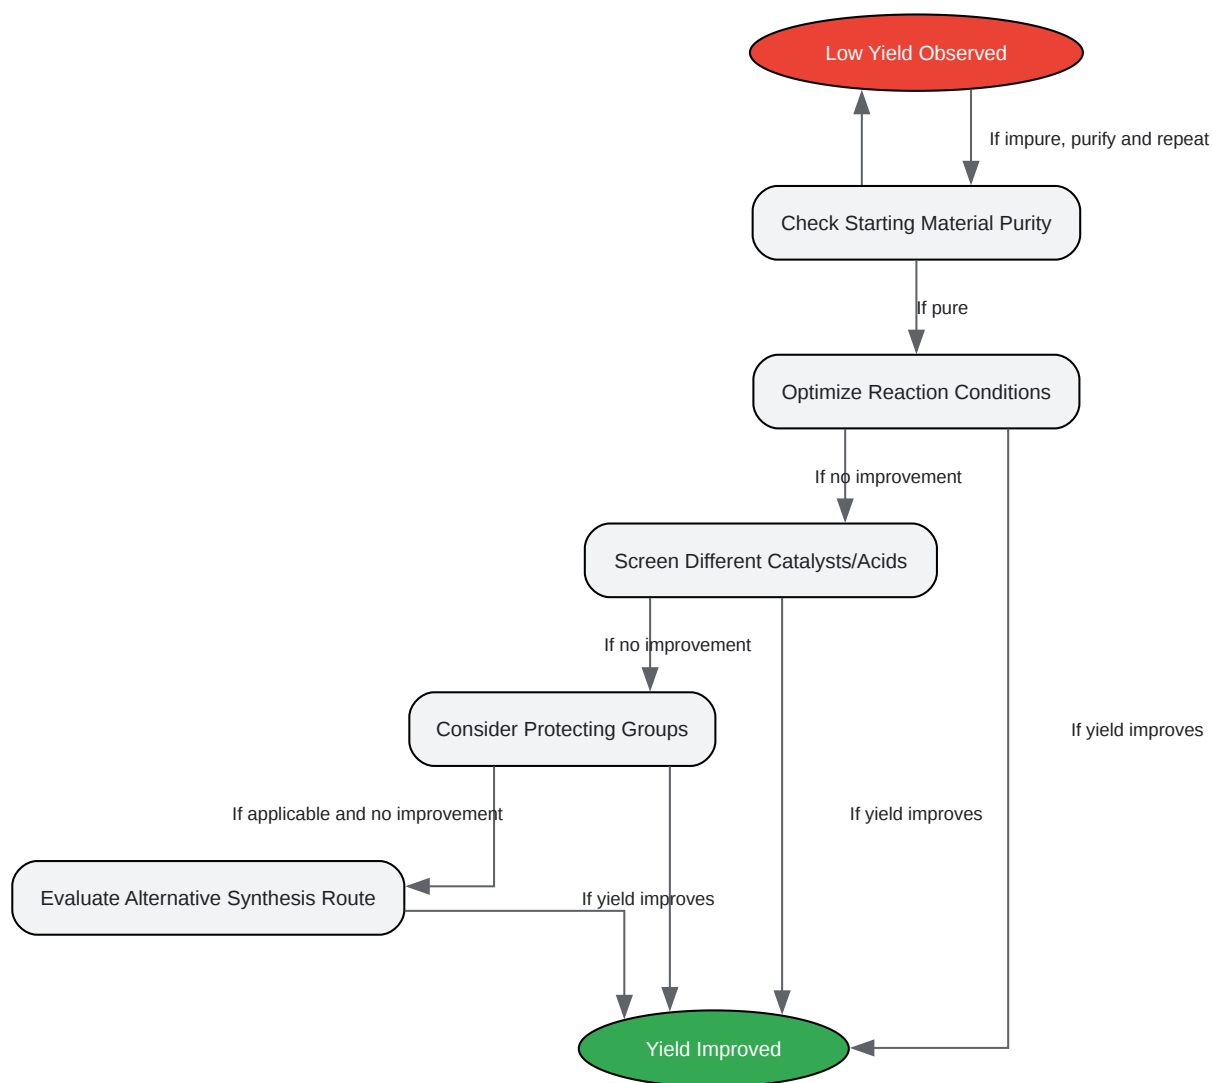 Low Yield Observed
If impure, purify and repeat
Check Starting Material Purity
If pure
Optimize Reaction Conditions
If no improvement
Screen Different Catalysts/Acids
If no improvement
Consider Protecting Groups
If yield improves
If applicable and no improvement
If yield improves
Evaluate Alternative Synthesis Route
If yield improves
Yield Improved